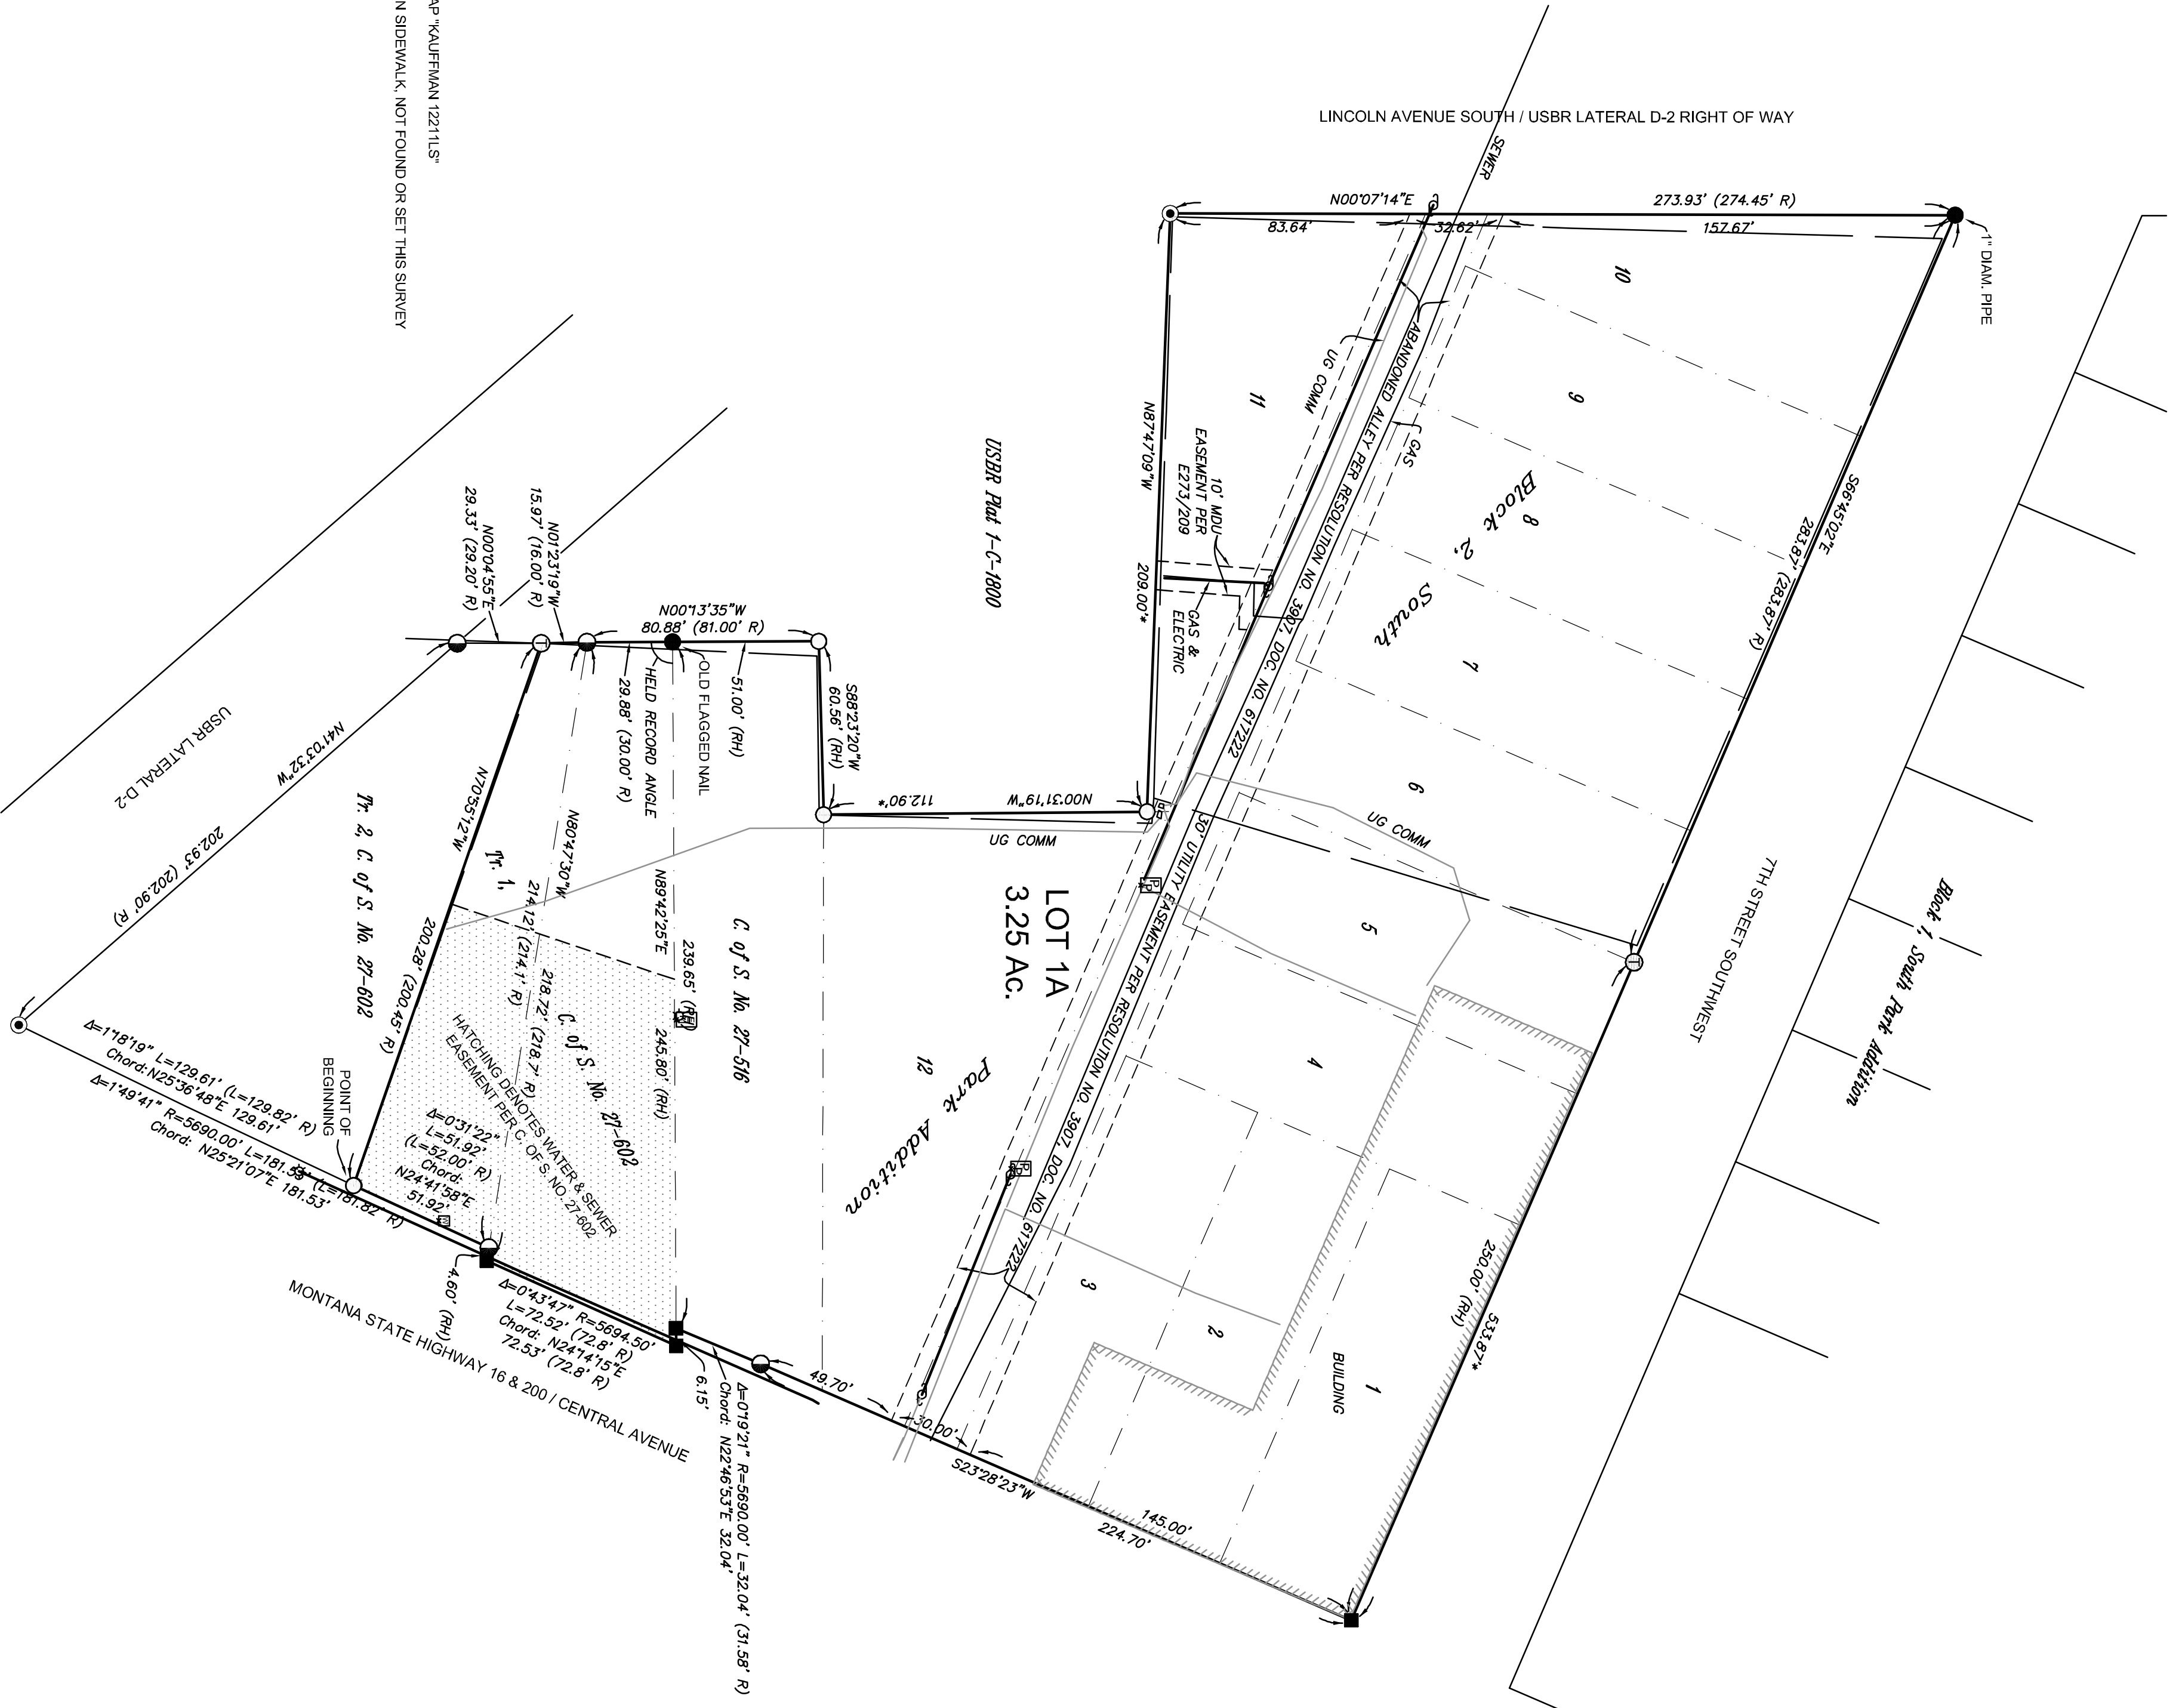 AP "KAUFFMAN 12211LS"
N SIDEWALK, NOT FOUND OR SET THIS SURVEY
LINCOLN AVENUE SOUTH / USBR LATERAL D-2 RIGHT OF WAY
SEWER
N00°07'14"E
273.93' (274.45' R)
83.64'
32.62'
157.67'
1" DIAM. PIPE
10
9
8
7
6
5
4
3
2
1
11
12
S66°45'02"E
283.87' (283.87' R)
Block 2,
South
Park Addition
7TH STREET SOUTHWEST
Block 1, South Park Addition
UG COMM
ABANDONED ALLEY PER RESOLUTION NO. 3907, DOC. NO. 617222
GAS
30' UTILITY EASEMENT PER RESOLUTION NO. 3907, DOC. NO. 617222
N87°47'09"W
209.00'*
10' MDU
EASEMENT PER
E273/209
GAS &
ELECTRIC
USBR Plat 1-C-1800
UG COMM
UG COMM
LOT 1A
3.25 Ac.
N00°31'19"W
112.90'*
S88°23'20"W
60.56' (RH)
N00°13'35"W
80.88' (81.00' R)
51.00' (RH)
OLD FLAGGED NAIL
HELD RECORD ANGLE
29.88' (30.00' R)
N01°23'19"W
15.97' (16.00' R)
N00°04'55"E
29.33' (29.20' R)
USBR LATERAL D-2
N41°03'32"W
202.93' (202.90' R)
Tr. 2, C. of S. No. 27-602
N70°55'12"W
200.28' (200.45' R)
Tr. 1,
C. of S. No. 27-602
N80°47'30"W
214.12' (214.1' R)
218.72' (218.7' R)
N89°42'25"E
239.65' (RH)
245.80' (RH)
C. of S. No. 27-516
HATCHING DENOTES WATER & SEWER
EASEMENT PER C. OF S. NO. 27-602
Δ=0°31'22"
L=51.92'
(L=52.00' R)
Chord:
N24°41'58"E
51.92'
POINT OF
BEGINNING
Δ=1°18'19" L=129.61' (L=129.82' R)
Chord: N25°36'48"E 129.61'
Δ=1°49'41" R=5690.00' L=181.53' (L=181.82' R)
Chord: N25°21'07"E 181.53'
4.60' (RH)
Δ=0°43'47" R=5694.50'
L=72.52' (72.8' R)
Chord: N24°14'15"E
72.53' (72.8' R)
MONTANA STATE HIGHWAY 16 & 200 / CENTRAL AVENUE
6.15'
Δ=0°19'21" R=5690.00' L=32.04' (31.58' R)
Chord: N22°46'53"E 32.04'
49.70'
30.00'
S23°28'23"W
145.00'
224.70'
BUILDING
250.00' (RH)
533.87'*